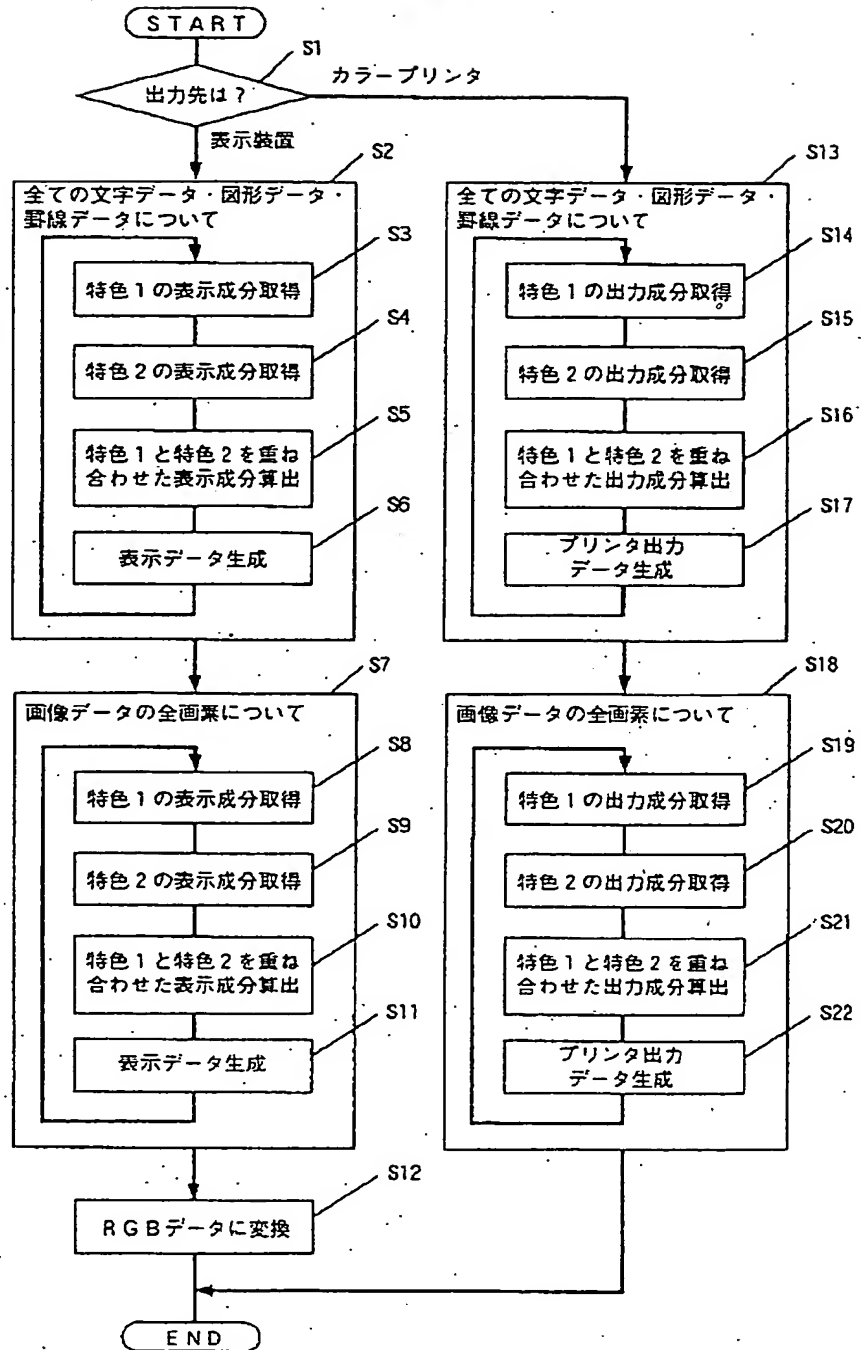 START
S1
出力先は?
カラープリンタ
表示装置
S2
全ての文字データ・図形データ・
罫線データについて
S3
特色1の表示成分取得
S4
特色2の表示成分取得
S5
特色1と特色2を重ね
合わせた表示成分算出
S6
表示データ生成
S7
画像データの全画素について
S8
特色1の表示成分取得
S9
特色2の表示成分取得
S10
特色1と特色2を重ね
合わせた表示成分算出
S11
表示データ生成
S12
RGBデータに変換
S13
全ての文字データ・図形データ・
罫線データについて
S14
特色1の出力成分取得
S15
特色2の出力成分取得
S16
特色1と特色2を重ね
合わせた出力成分算出
S17
プリンタ出力
データ生成
S18
画像データの全画素について
S19
特色1の出力成分取得
S20
特色2の出力成分取得
S21
特色1と特色2を重ね
合わせた出力成分算出
S22
プリンタ出力
データ生成
END